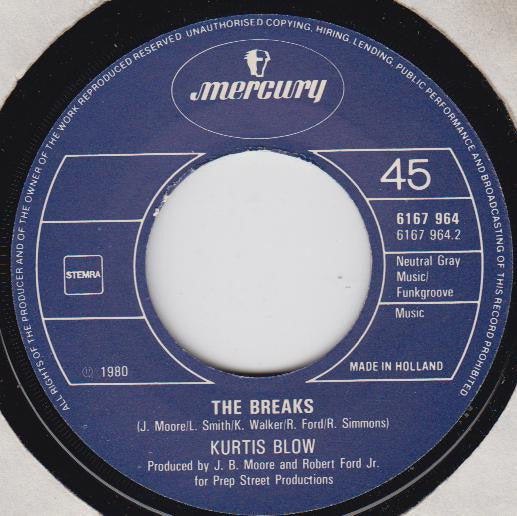 ALL RIGHTS OF THE PRODUCER AND OF THE OWNER OF THE WORK REPRODUCED RESERVED UNAUTHORISED COPYING, HIRING, LENDING, PUBLIC PERFORMANCE AND BROADCASTING OF THIS RECORD PROHIBITED
mercury
45
6167 964
6167 964.2
Neutral Gray
Music/
Funkgroove
Music
STEMRA
℗ 1980
MADE IN HOLLAND
THE BREAKS
(J. Moore/L. Smith/K. Walker/R. Ford/R. Simmons)
KURTIS BLOW
Produced by J. B. Moore and Robert Ford Jr.
for Prep Street Productions